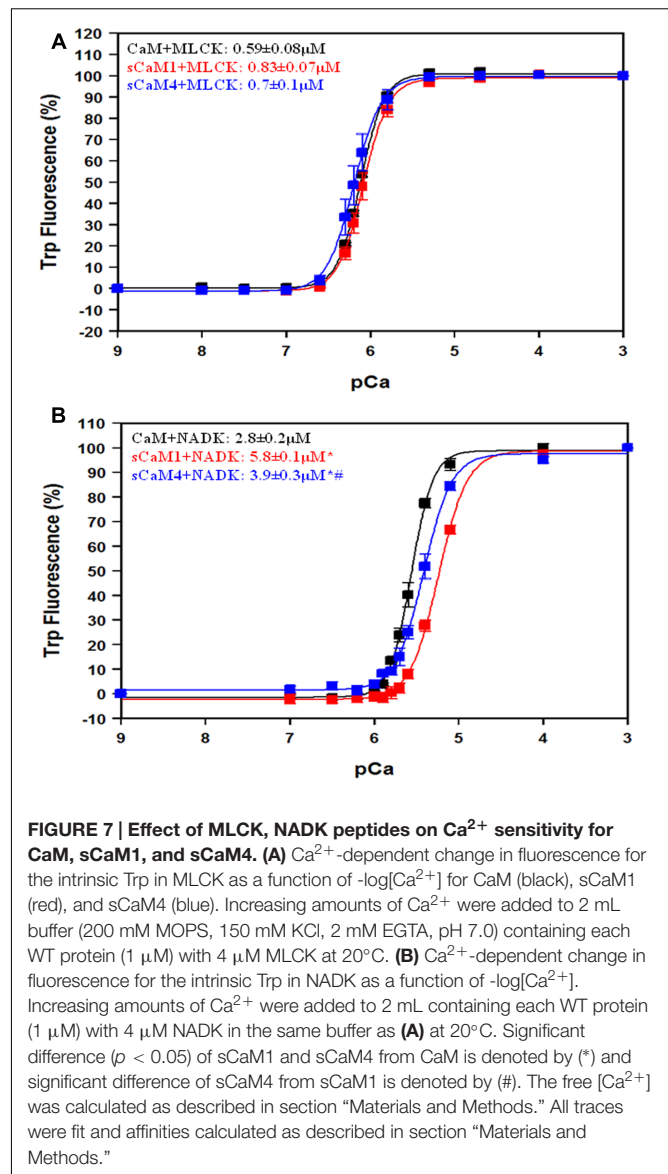 A
CaM+MLCK: 0.59±0.08μM
sCaM1+MLCK: 0.83±0.07μM
sCaM4+MLCK: 0.7±0.1μM
Trp Fluorescence (%)
120
110
100
90
80
70
60
50
40
30
20
10
0
-10
-20
9 8 7 6 5 4 3
pCa
B
CaM+NADK: 2.8±0.2μM
sCaM1+NADK: 5.8±0.1μM*
sCaM4+NADK: 3.9±0.3μM*#
Trp Fluorescence (%)
110
100
90
80
70
60
50
40
30
20
10
0
-10
9 8 7 6 5 4 3
pCa
FIGURE 7 | Effect of MLCK, NADK peptides on Ca²⁺ sensitivity for
CaM, sCaM1, and sCaM4. (A) Ca²⁺-dependent change in fluorescence for
the intrinsic Trp in MLCK as a function of -log[Ca²⁺] for CaM (black), sCaM1
(red), and sCaM4 (blue). Increasing amounts of Ca²⁺ were added to 2 mL
buffer (200 mM MOPS, 150 mM KCl, 2 mM EGTA, pH 7.0) containing each
WT protein (1 μM) with 4 μM MLCK at 20°C. (B) Ca²⁺-dependent change in
fluorescence for the intrinsic Trp in NADK as a function of -log[Ca²⁺].
Increasing amounts of Ca²⁺ were added to 2 mL containing each WT protein
(1 μM) with 4 μM NADK in the same buffer as (A) at 20°C. Significant
difference (p < 0.05) of sCaM1 and sCaM4 from CaM is denoted by (*) and
significant difference of sCaM4 from sCaM1 is denoted by (#). The free [Ca²⁺]
was calculated as described in section “Materials and Methods.” All traces
were fit and affinities calculated as described in section “Materials and
Methods.”